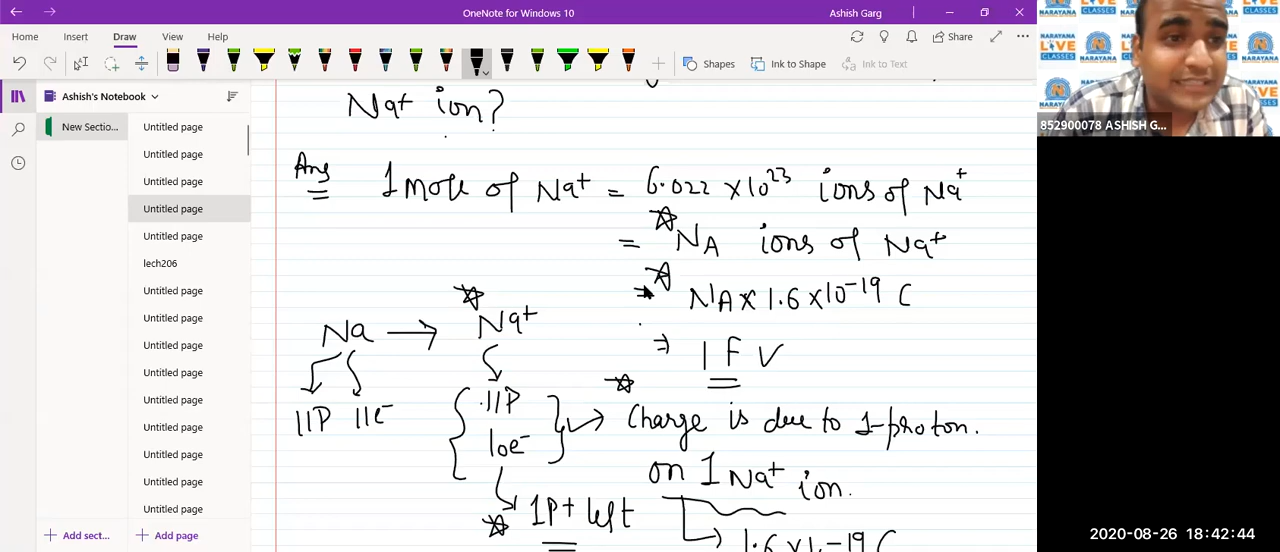 OneNote for Windows 10
Ashish Garg
Home
Insert
Draw
View
Help
Share
Shapes
Ink to Shape
Ink to Text
Ashish's Notebook
New Sectio...
Untitled page
Untitled page
Untitled page
Untitled page
Untitled page
lech206
Untitled page
Untitled page
Untitled page
Untitled page
Untitled page
Untitled page
Untitled page
Untitled page
Untitled page
Add sect...
Add page
Na+ ion?
Ans
1 mole of Na+ = 6.022 x 10^23 ions of Na+
= NA ions of Na+
NA x 1.6 x 10^-19 C
⇒ 1 F
Na → Na+
11P 11e-
11P
10e-
1P+ left
Charge is due to 1-proton.
on 1 Na+ ion.
NARAYANA
LIVE
CLASSES
852900078 ASHISH G...
2020-08-26 18:42:44